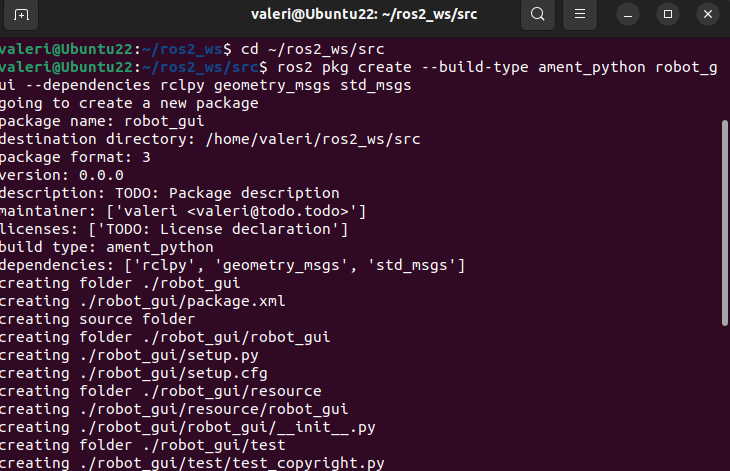 valeri@Ubuntu22: ~/ros2_ws/src
valeri@Ubuntu22:~/ros2_ws$ cd ~/ros2_ws/src
valeri@Ubuntu22:~/ros2_ws/src$ ros2 pkg create --build-type ament_python robot_g
ui --dependencies rclpy geometry_msgs std_msgs
going to create a new package
package name: robot_gui
destination directory: /home/valeri/ros2_ws/src
package format: 3
version: 0.0.0
description: TODO: Package description
maintainer: ['valeri <valeri@todo.todo>']
licenses: ['TODO: License declaration']
build type: ament_python
dependencies: ['rclpy', 'geometry_msgs', 'std_msgs']
creating folder ./robot_gui
creating ./robot_gui/package.xml
creating source folder
creating folder ./robot_gui/robot_gui
creating ./robot_gui/setup.py
creating ./robot_gui/setup.cfg
creating folder ./robot_gui/resource
creating ./robot_gui/resource/robot_gui
creating ./robot_gui/robot_gui/__init__.py
creating folder ./robot_gui/test
creating ./robot_gui/test/test_copyright.py